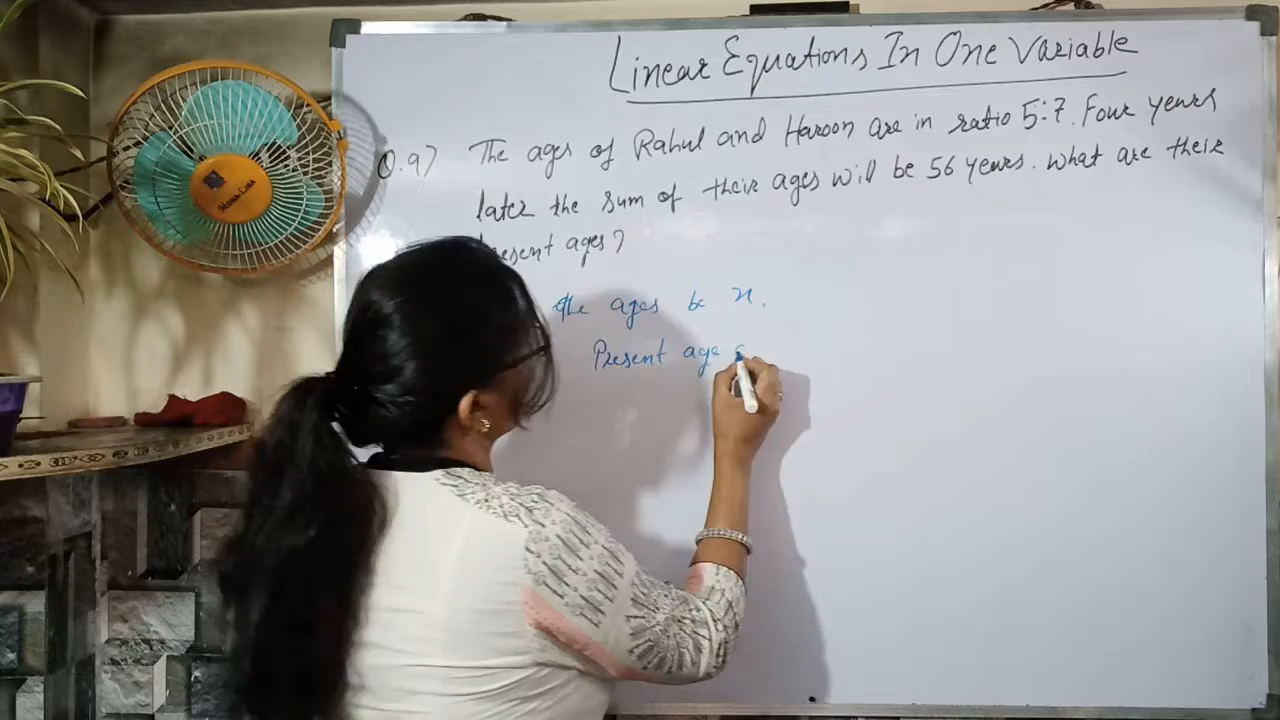 Linear Equations In One Variable
Q.9) The ages of Rahul and Haroon are in ratio 5:7. Four years
later the sum of their ages will be 56 years. What are their
present ages?
the ages be x.
Present age